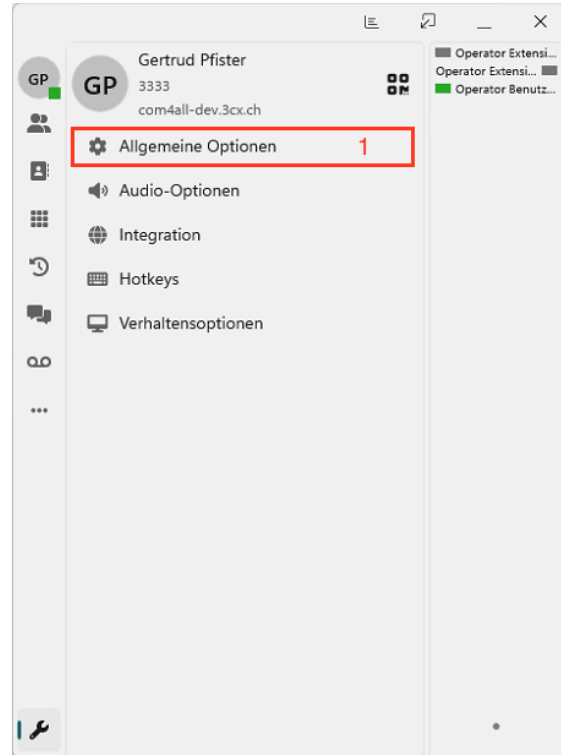 GP
GP
Gertrud Pfister
3333
com4all-dev.3cx.ch
Allgemeine Optionen 1
Audio-Optionen
Integration
Hotkeys
Verhaltensoptionen
Operator Extensi...
Operator Extensi...
Operator Benutz...